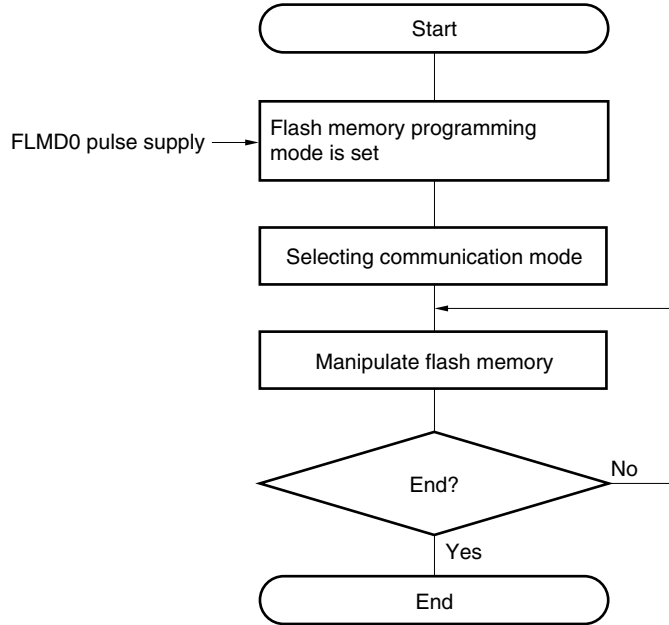 Start
FLMD0 pulse supply
Flash memory programming
mode is set
Selecting communication mode
Manipulate flash memory
End?
No
Yes
End